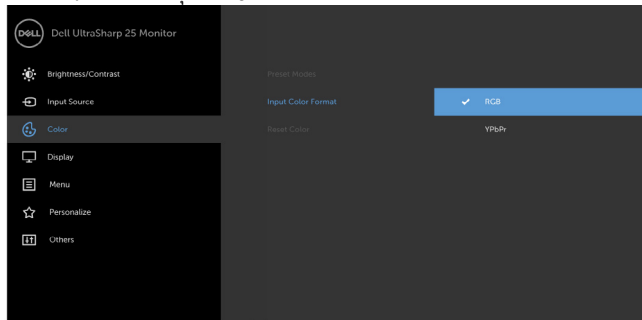 DELL Dell UltraSharp 25 Monitor
Brightness/Contrast
Preset Modes
Input Source
Input Color Format
RGB
Color
Reset Color
YPbPr
Display
Menu
Personalize
Others